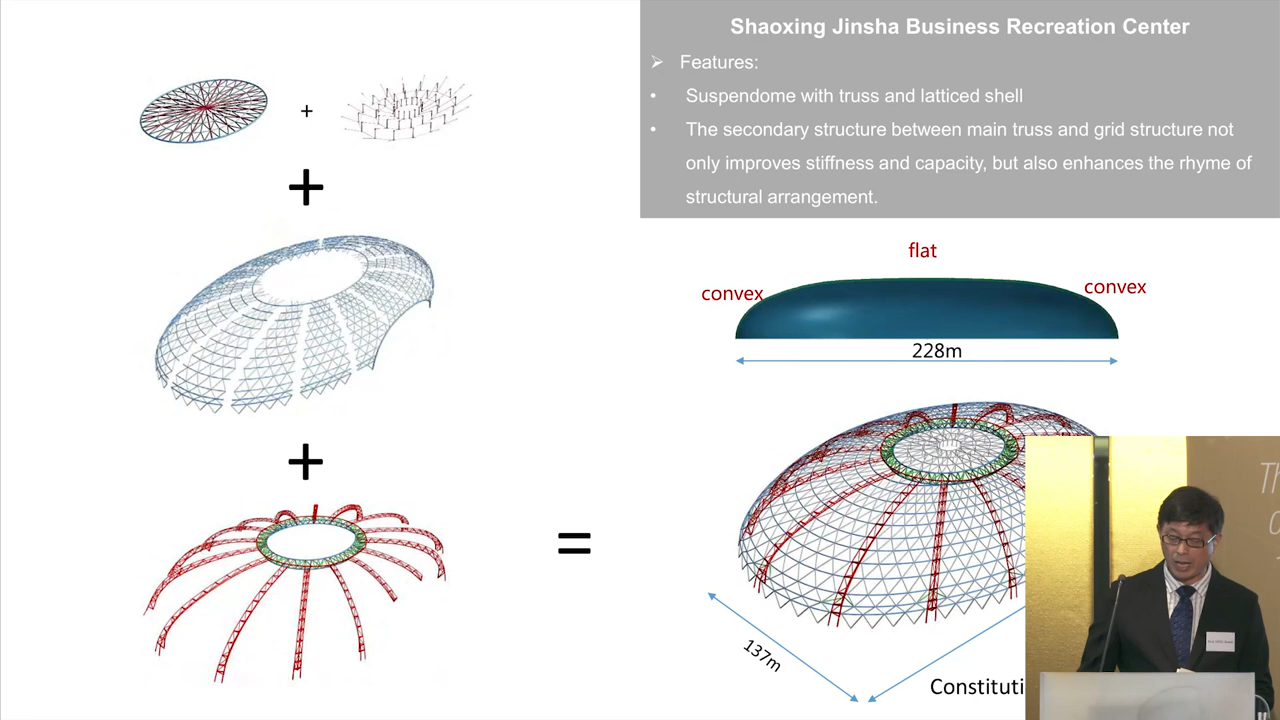 Shaoxing Jinsha Business Recreation Center
Features:
• Suspendome with truss and latticed shell
• The secondary structure between main truss and grid structure not
only improves stiffness and capacity, but also enhances the rhyme of
structural arrangement.
+
+
+
=
flat
convex
convex
228m
137m
Constituti
Th